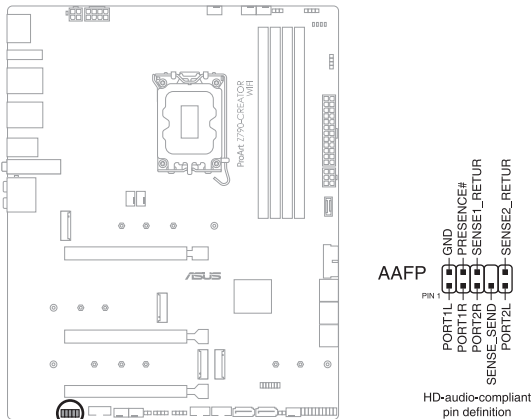 ProArt Z790-CREATOR
WIFI
ASUS
AAFP
PIN 1
GND
PRESENCE#
SENSE1_RETUR
SENSE2_RETUR
PORT1L
PORT1R
PORT2R
SENSE_SEND
PORT2L
HD-audio-compliant
pin definition